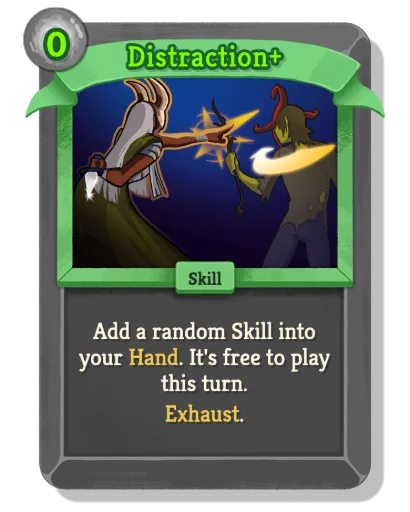 0
Distraction+
Skill
Add a random Skill into
your Hand. It's free to play
this turn.
Exhaust.